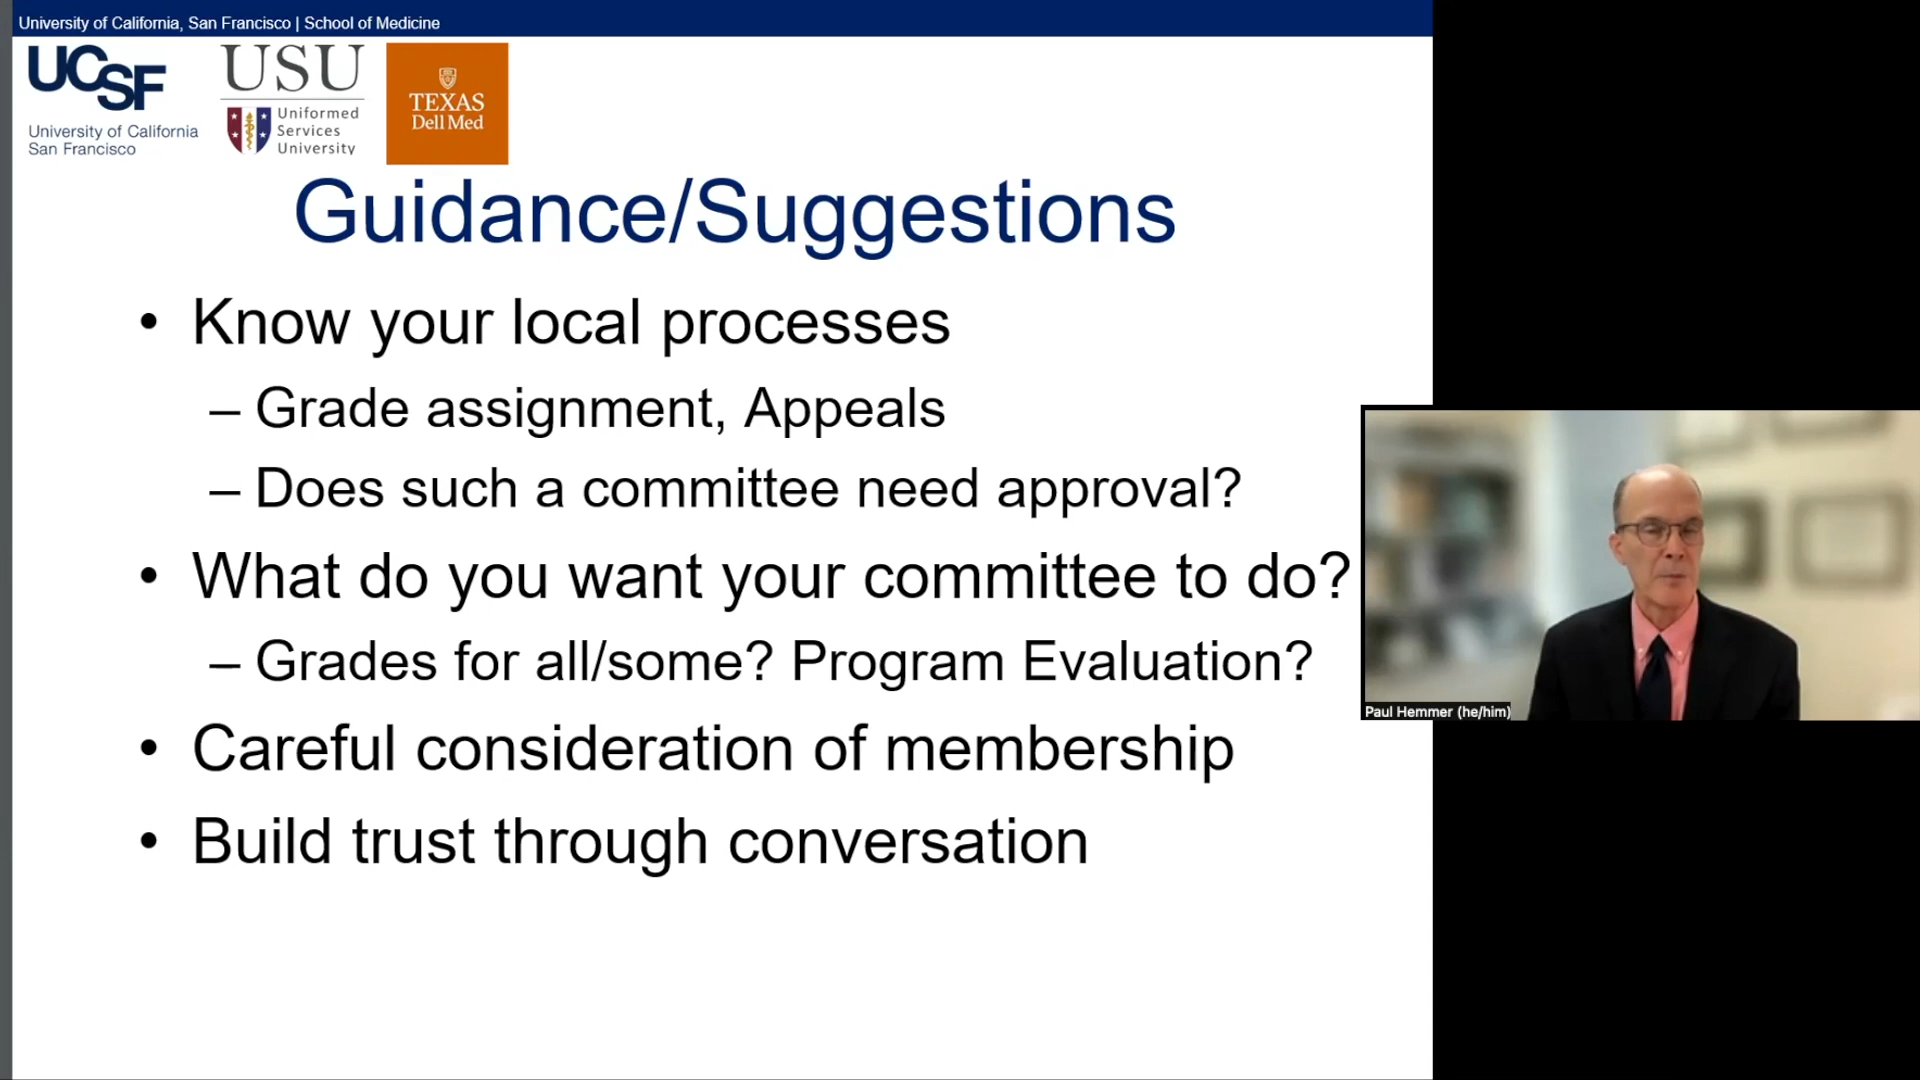 University of California, San Francisco | School of Medicine
UCSF
University of California
San Francisco
USU
Uniformed
Services
University
TEXAS
Dell Med
Guidance/Suggestions
• Know your local processes
– Grade assignment, Appeals
– Does such a committee need approval?
• What do you want your committee to do?
– Grades for all/some? Program Evaluation?
• Careful consideration of membership
• Build trust through conversation
Paul Hemmer (he/him)